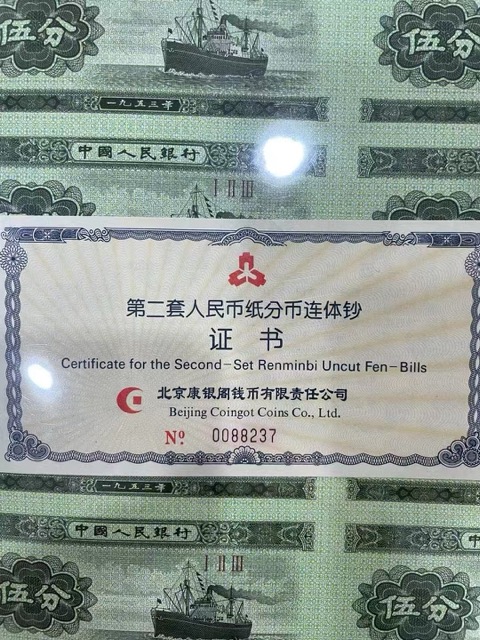 伍分
伍分
一九五三年
中國人民銀行
I II III
第二套人民币纸分币连体钞
证 书
Certificate for the Second-Set Renminbi Uncut Fen-Bills
北京康银阁钱币有限责任公司
Beijing Coingot Coins Co., Ltd.
Nº 0088237
一九五三年
中國人民銀行
中
I II III
伍分
伍分